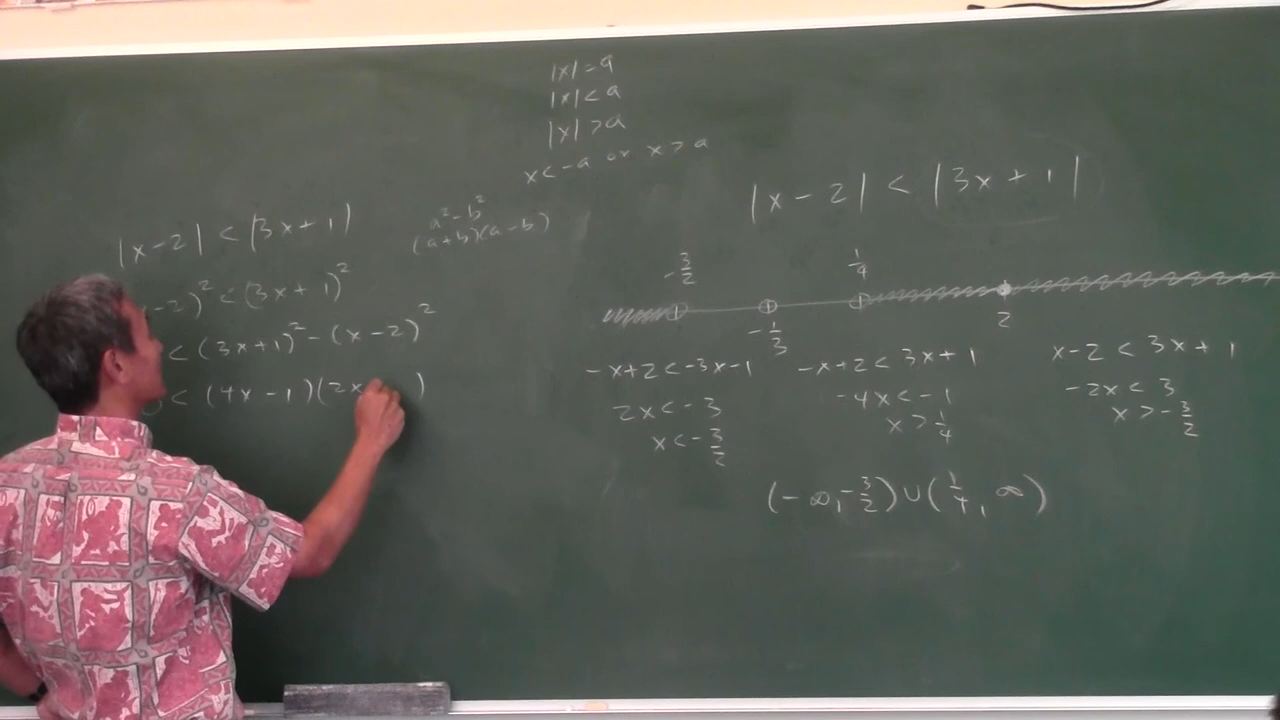 |x| = a
|x| < a
|x| > a
x < -a or x > a
|x - 2| < |3x + 1|
a² - b²
(a+b)(a-b)
-2)² < (3x + 1)²
< (3x+1)² - (x-2)²
0 < (4x - 1)(2x )
|x - 2| < |3x + 1|
-3/2 1/4
-1/3 2
-x+2 < -3x-1
2x < -3
x < -3/2
-x+2 < 3x+1
-4x < -1
x > 1/4
x-2 < 3x+1
-2x < 3
x > -3/2
(-∞, -3/2) ∪ (1/4, ∞)